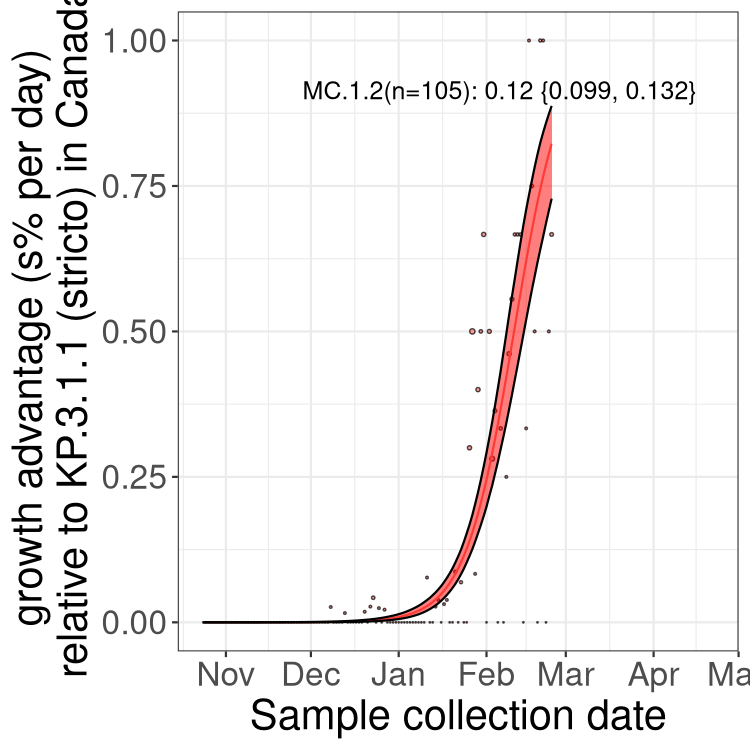 growth advantage (s% per day)
relative to KP.3.1.1 (stricto) in Canada
1.00
0.75
0.50
0.25
0.00
MC.1.2(n=105): 0.12 {0.099, 0.132}
Nov Dec Jan Feb Mar Apr Ma
Sample collection date